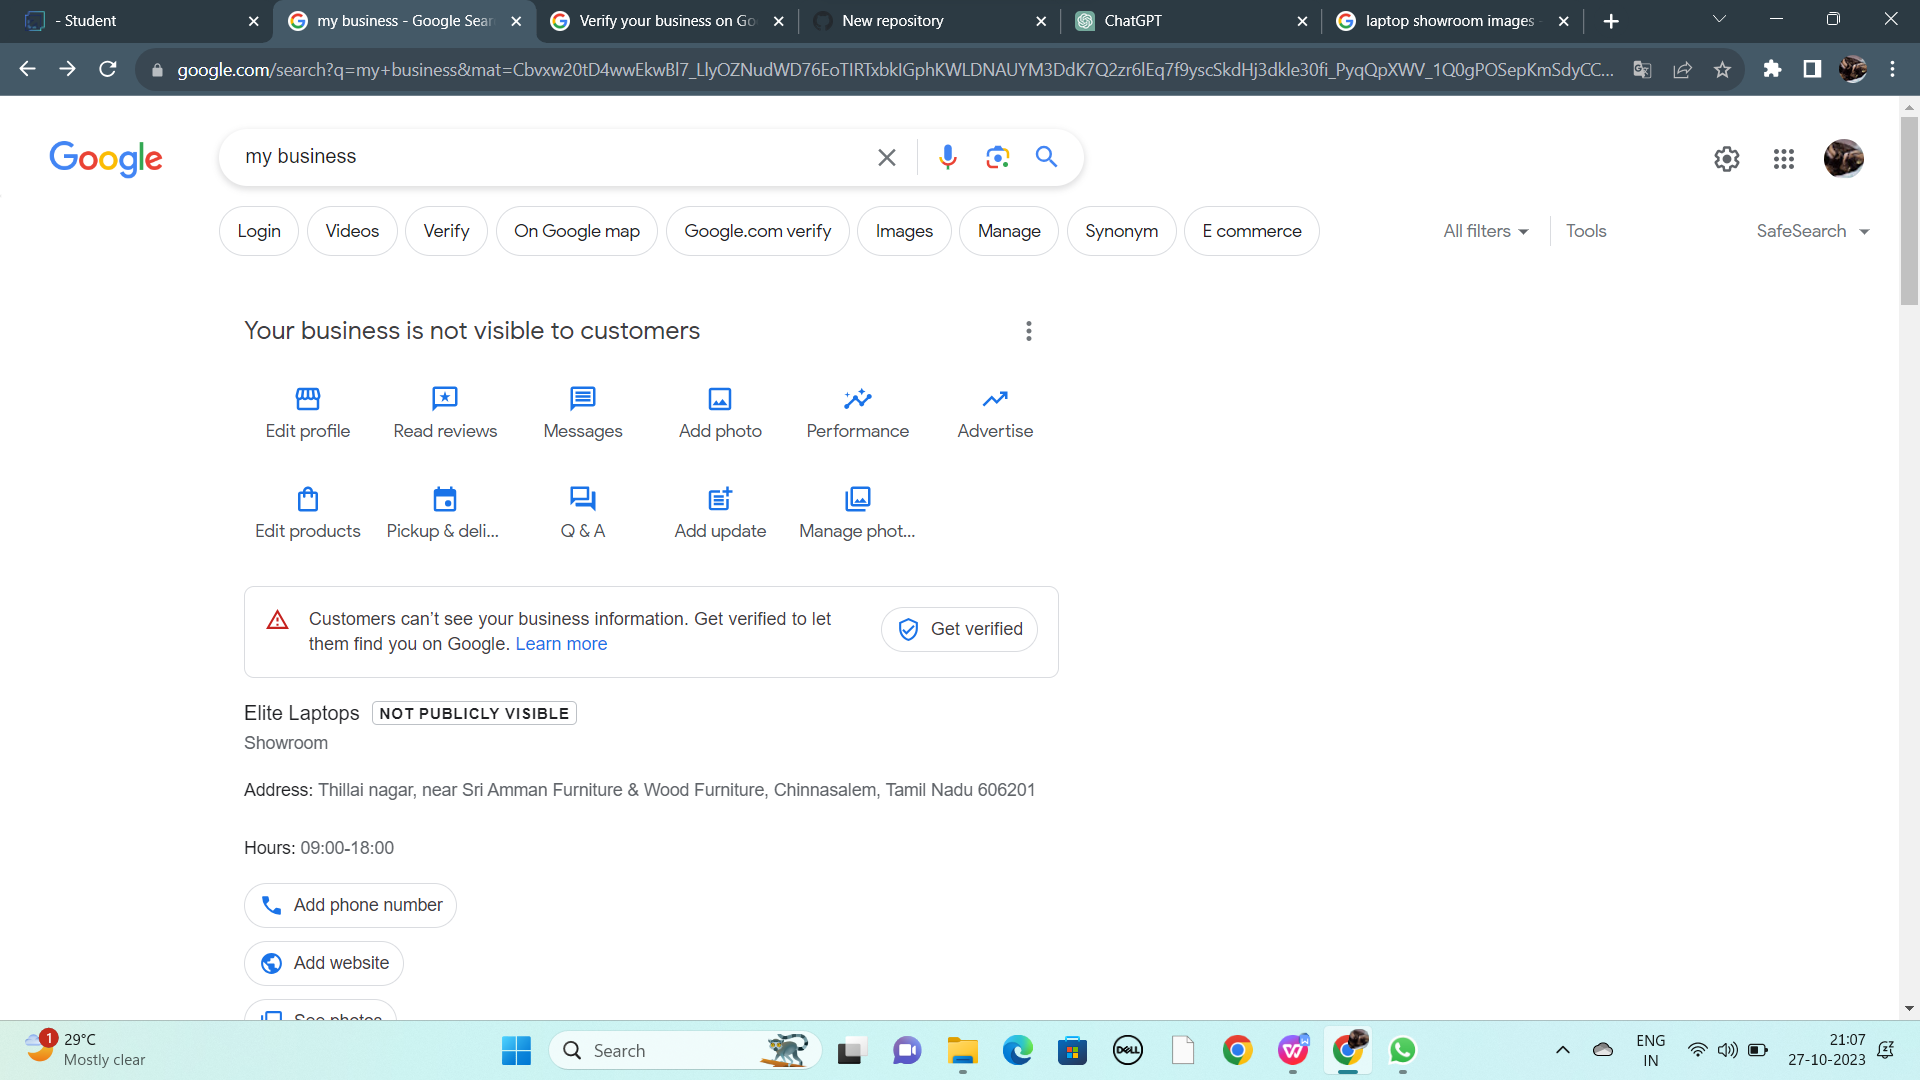 - Student
my business - Google Sear
Verify your business on Go
New repository
ChatGPT
laptop showroom images -
google.com/search?q=my+business&mat=Cbvxw20tD4wwEkwBl7_LlyOZNudWD76EoTIRTxbkIGphKWLDNAUYM3DdK7Q2zr6lEq7f9yscSkdHj3dkle30fi_PyqQpXWV_1Q0gPOSepKmSdyCC...
Google
my business
Login
Videos
Verify
On Google map
Google.com verify
Images
Manage
Synonym
E commerce
All filters
Tools
SafeSearch
Your business is not visible to customers
Edit profile
Read reviews
Messages
Add photo
Performance
Advertise
Edit products
Pickup & deli...
Q & A
Add update
Manage phot...
Customers can't see your business information. Get verified to let
them find you on Google. Learn more
Get verified
Elite Laptops NOT PUBLICLY VISIBLE
Showroom
Address: Thillai nagar, near Sri Amman Furniture & Wood Furniture, Chinnasalem, Tamil Nadu 606201
Hours: 09:00-18:00
Add phone number
Add website
See photos
1
29°C
Mostly clear
Search
DELL
ENG
IN
21:07
27-10-2023